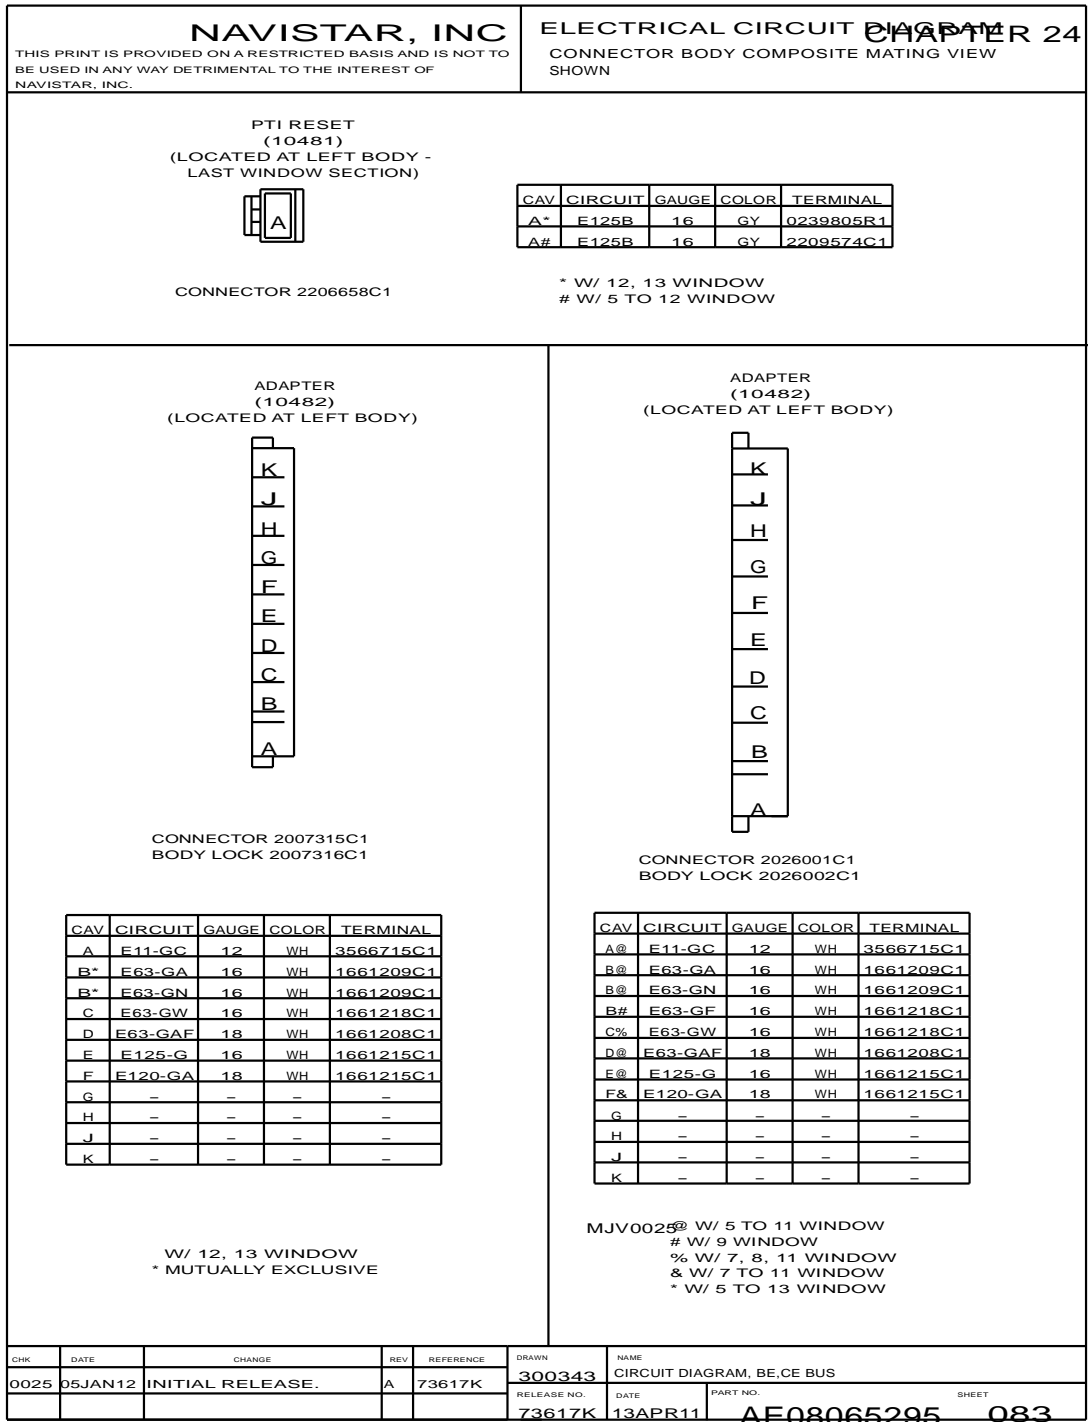 NAVISTAR, INC
THIS PRINT IS PROVIDED ON A RESTRICTED BASIS AND IS NOT TO
BE USED IN ANY WAY DETRIMENTAL TO THE INTEREST OF
NAVISTAR, INC.
ELECTRICAL CIRCUIT DIAGRAM
CHAPTER 24
CONNECTOR BODY COMPOSITE MATING VIEW
SHOWN
PTI RESET
(10481)
(LOCATED AT LEFT BODY -
LAST WINDOW SECTION)
A
CONNECTOR 2206658C1
CAV CIRCUIT GAUGE COLOR TERMINAL
A* E125B 16 GY 0239805R1
A# E125B 16 GY 2209574C1
* W/ 12, 13 WINDOW
# W/ 5 TO 12 WINDOW
ADAPTER
(10482)
(LOCATED AT LEFT BODY)
K
J
H
G
F
E
D
C
B
A
CONNECTOR 2007315C1
BODY LOCK 2007316C1
CAV CIRCUIT GAUGE COLOR TERMINAL
A E11-GC 12 WH 3566715C1
B* E63-GA 16 WH 1661209C1
B* E63-GN 16 WH 1661209C1
C E63-GW 16 WH 1661218C1
D E63-GAF 18 WH 1661208C1
E E125-G 16 WH 1661215C1
F E120-GA 18 WH 1661215C1
G – – – –
H – – – –
J – – – –
K – – – –
W/ 12, 13 WINDOW
* MUTUALLY EXCLUSIVE
ADAPTER
(10482)
(LOCATED AT LEFT BODY)
K
J
H
G
F
E
D
C
B
A
CONNECTOR 2026001C1
BODY LOCK 2026002C1
CAV CIRCUIT GAUGE COLOR TERMINAL
A@ E11-GC 12 WH 3566715C1
B@ E63-GA 16 WH 1661209C1
B@ E63-GN 16 WH 1661209C1
B# E63-GF 16 WH 1661218C1
C% E63-GW 16 WH 1661218C1
D@ E63-GAF 18 WH 1661208C1
E@ E125-G 16 WH 1661215C1
F& E120-GA 18 WH 1661215C1
G – – – –
H – – – –
J – – – –
K – – – –
MJV0025
@ W/ 5 TO 11 WINDOW
# W/ 9 WINDOW
% W/ 7, 8, 11 WINDOW
& W/ 7 TO 11 WINDOW
* W/ 5 TO 13 WINDOW
CHK DATE CHANGE REV REFERENCE
0025 05JAN12 INITIAL RELEASE. A 73617K
DRAWN
300343
NAME
CIRCUIT DIAGRAM, BE,CE BUS
RELEASE NO. DATE PART NO. SHEET
73617K 13APR11 AE08065295 083